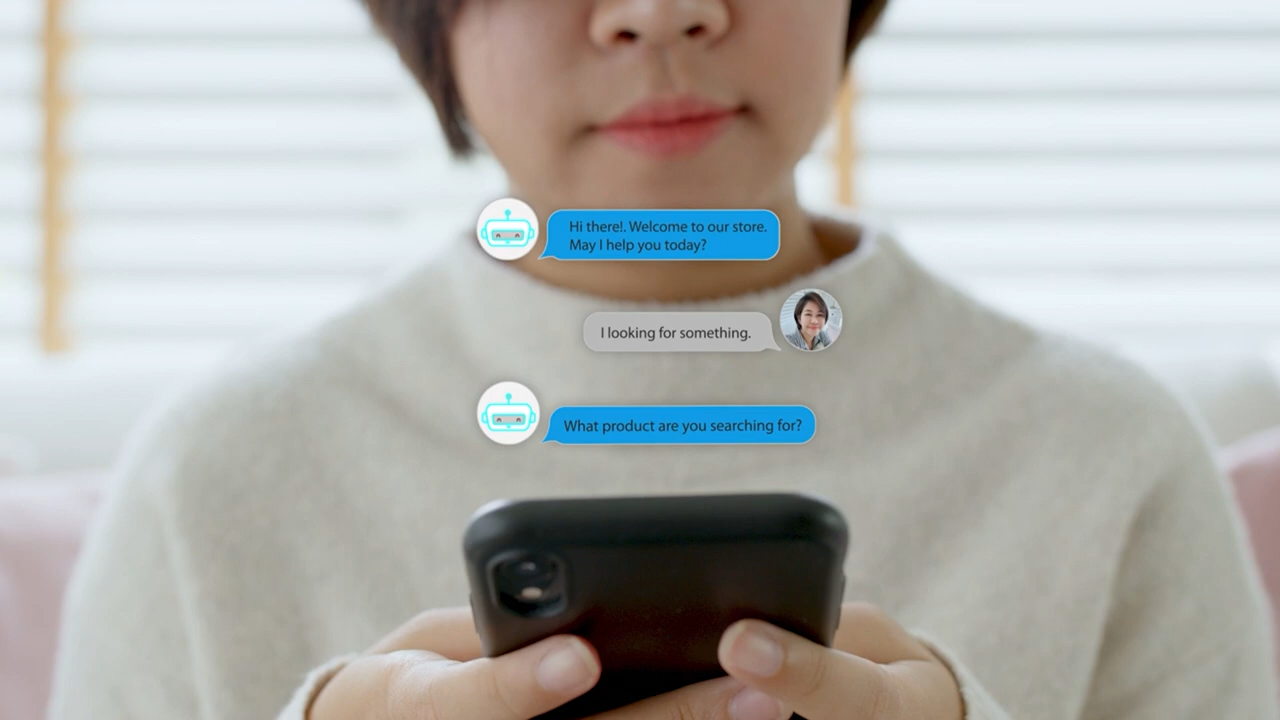 Hi there!. Welcome to our store.
May I help you today?
I looking for something.
What product are you searching for?